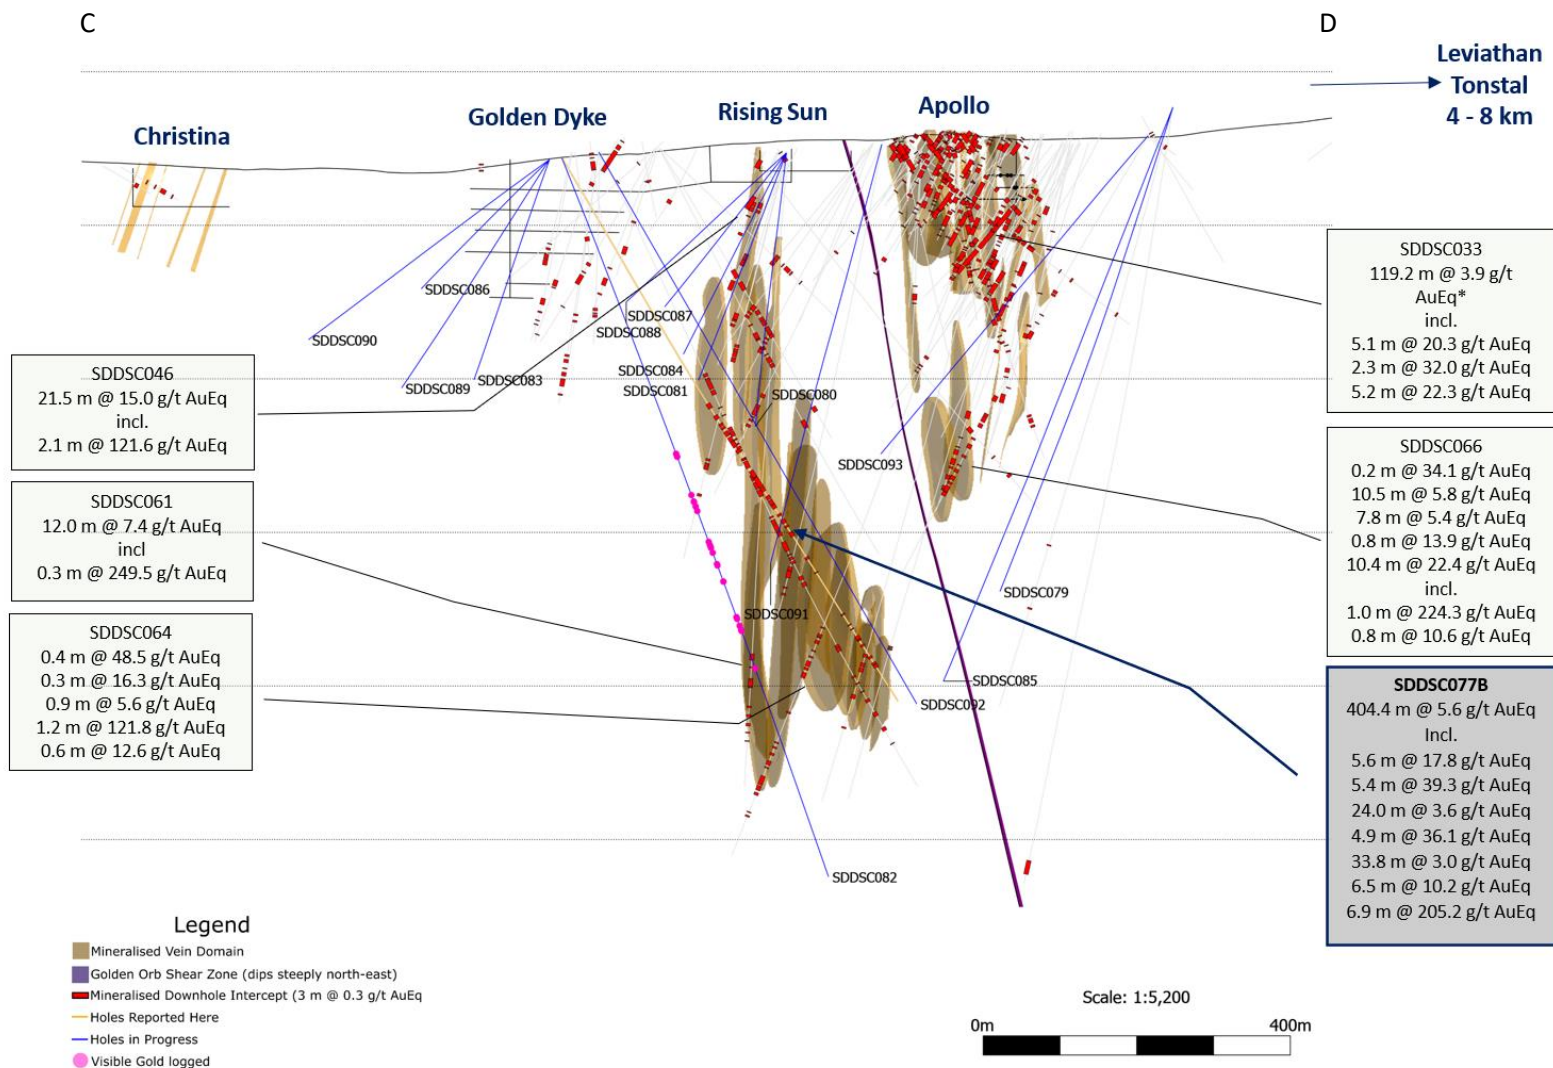 C
D
Leviathan
Tonstal
4 - 8 km
Christina
Golden Dyke
Rising Sun
Apollo
SDDSC086
SDDSC090
SDDSC089
SDDSC083
SDDSC087
SDDSC088
SDDSC084
SDDSC081
SDDSC080
SDDSC093
SDDSC079
SDDSC091
SDDSC085
SDDSC092
SDDSC082
SDDSC046
21.5 m @ 15.0 g/t AuEq
incl.
2.1 m @ 121.6 g/t AuEq
SDDSC061
12.0 m @ 7.4 g/t AuEq
incl
0.3 m @ 249.5 g/t AuEq
SDDSC064
0.4 m @ 48.5 g/t AuEq
0.3 m @ 16.3 g/t AuEq
0.9 m @ 5.6 g/t AuEq
1.2 m @ 121.8 g/t AuEq
0.6 m @ 12.6 g/t AuEq
SDDSC033
119.2 m @ 3.9 g/t
AuEq*
incl.
5.1 m @ 20.3 g/t AuEq
2.3 m @ 32.0 g/t AuEq
5.2 m @ 22.3 g/t AuEq
SDDSC066
0.2 m @ 34.1 g/t AuEq
10.5 m @ 5.8 g/t AuEq
7.8 m @ 5.4 g/t AuEq
0.8 m @ 13.9 g/t AuEq
10.4 m @ 22.4 g/t AuEq
incl.
1.0 m @ 224.3 g/t AuEq
0.8 m @ 10.6 g/t AuEq
SDDSC077B
404.4 m @ 5.6 g/t AuEq
Incl.
5.6 m @ 17.8 g/t AuEq
5.4 m @ 39.3 g/t AuEq
24.0 m @ 3.6 g/t AuEq
4.9 m @ 36.1 g/t AuEq
33.8 m @ 3.0 g/t AuEq
6.5 m @ 10.2 g/t AuEq
6.9 m @ 205.2 g/t AuEq
Legend
Mineralised Vein Domain
Golden Orb Shear Zone (dips steeply north-east)
Mineralised Downhole Intercept (3 m @ 0.3 g/t AuEq
Holes Reported Here
Holes in Progress
Visible Gold logged
Scale: 1:5,200
0m
400m